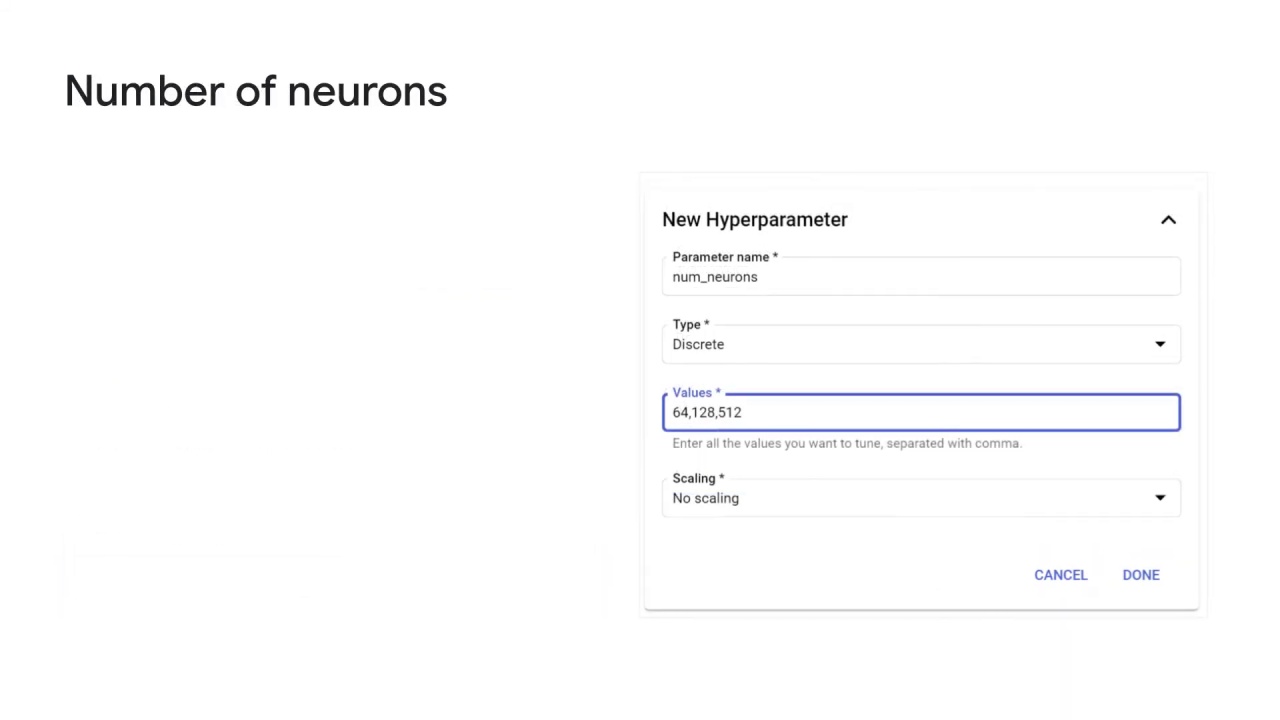 Number of neurons
New Hyperparameter
Parameter name *
num_neurons
Type *
Discrete
Values *
64,128,512
Enter all the values you want to tune, separated with comma.
Scaling *
No scaling
CANCEL DONE